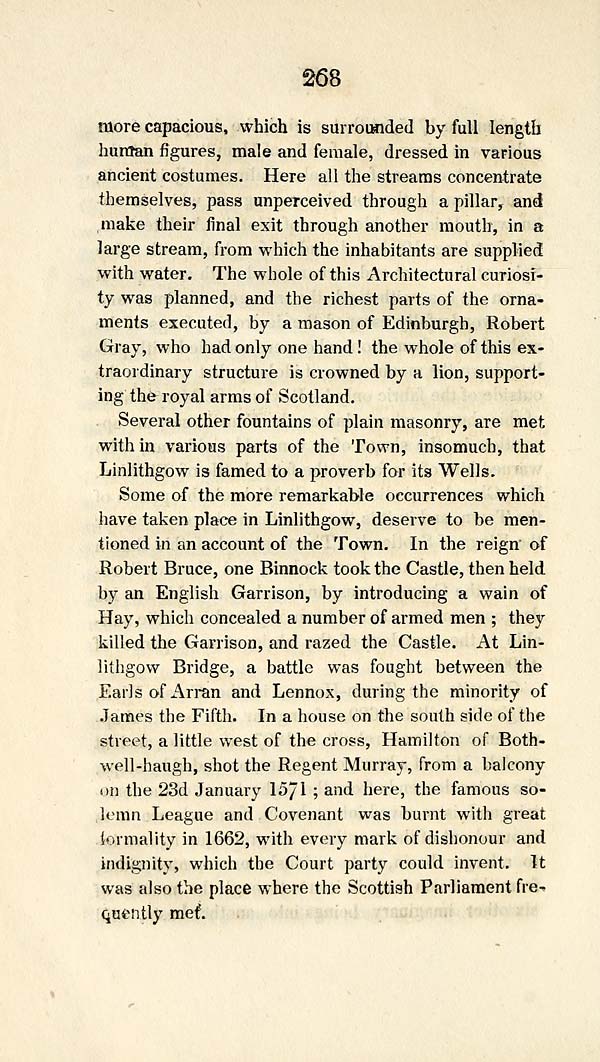 268
more capacious, which is surrounded by full length
human figures, male and female, dressed in various
ancient costumes. Here all the streams concentrate
themselves, pass unperceived through a pillar, and
make their final exit through another mouth, in a
large stream, from which the inhabitants are supplied
with water. The whole of this Architectural curiosi-
ty was planned, and the richest parts of the orna-
ments executed, by a mason of Edinburgh, Robert
Gray, who had only one hand! the whole of this ex-
traordinary structure is crowned by a lion, support-
ing the royal arms of Scotland.
Several other fountains of plain masonry, are met
with in various parts of the Town, insomuch, that
Linlithgow is famed to a proverb for its Wells.
Some of the more remarkable occurrences which
have taken place in Linlithgow, deserve to be men-
tioned in an account of the Town. In the reign of
Robert Bruce, one Binnock took the Castle, then held
by an English Garrison, by introducing a wain of
Hay, which concealed a number of armed men ; they
killed the Garrison, and razed the Castle. At Lin-
lithgow Bridge, a battle was fought between the
Earls of Arran and Lennox, during the minority of
James the Fifth. In a house on the south side of the
street, a little west of the cross, Hamilton of Both-
well-haugh, shot the Regent Murray, from a balcony
on the 23d January 1571 ; and here, the famous so-
lemn League and Covenant was burnt with great
formality in 1662, with every mark of dishonour and
indignity, which the Court party could invent. It
was also the place where the Scottish Parliament fre-
quently met.